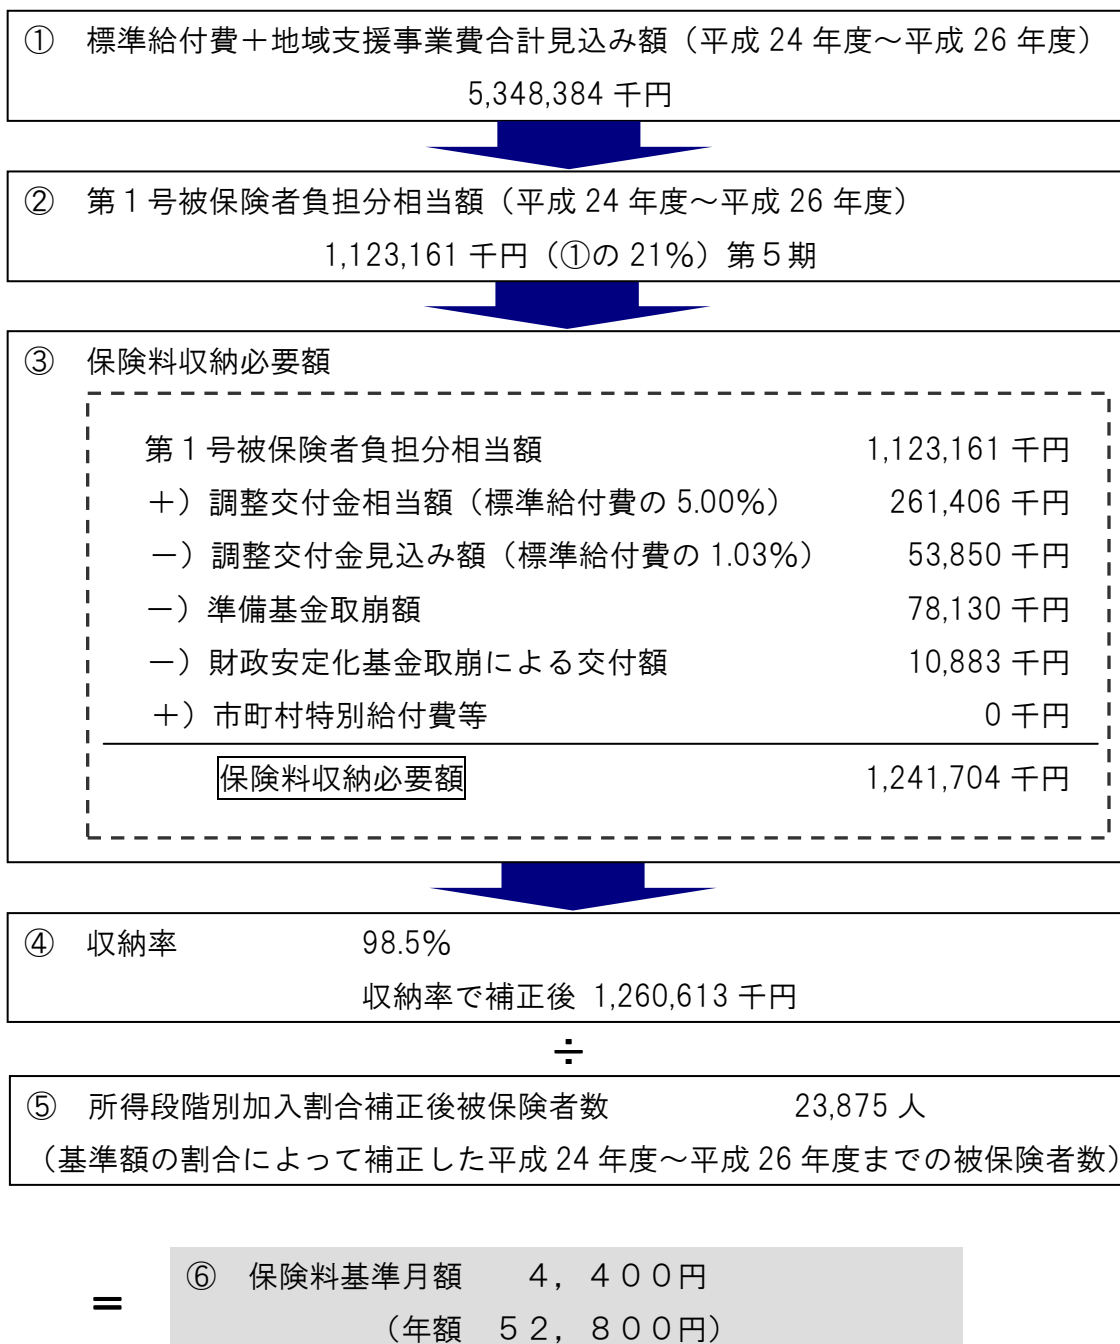 ① 標準給付費＋地域支援事業費合計見込み額（平成 24 年度～平成 26 年度）
5,348,384 千円
② 第１号被保険者負担分相当額（平成 24 年度～平成 26 年度）
1,123,161 千円（①の 21％）第５期
③ 保険料収納必要額
第１号被保険者負担分相当額 1,123,161 千円
＋）調整交付金相当額（標準給付費の 5.00％） 261,406 千円
－）調整交付金見込み額（標準給付費の 1.03％） 53,850 千円
－）準備基金取崩額 78,130 千円
－）財政安定化基金取崩による交付額 10,883 千円
＋）市町村特別給付費等 0 千円
保険料収納必要額 1,241,704 千円
④ 収納率 98.5％
収納率で補正後 1,260,613 千円
÷
⑤ 所得段階別加入割合補正後被保険者数 23,875 人
（基準額の割合によって補正した平成 24 年度～平成 26 年度までの被保険者数）
＝ ⑥ 保険料基準月額 ４，４００円
（年額 ５２，８００円）